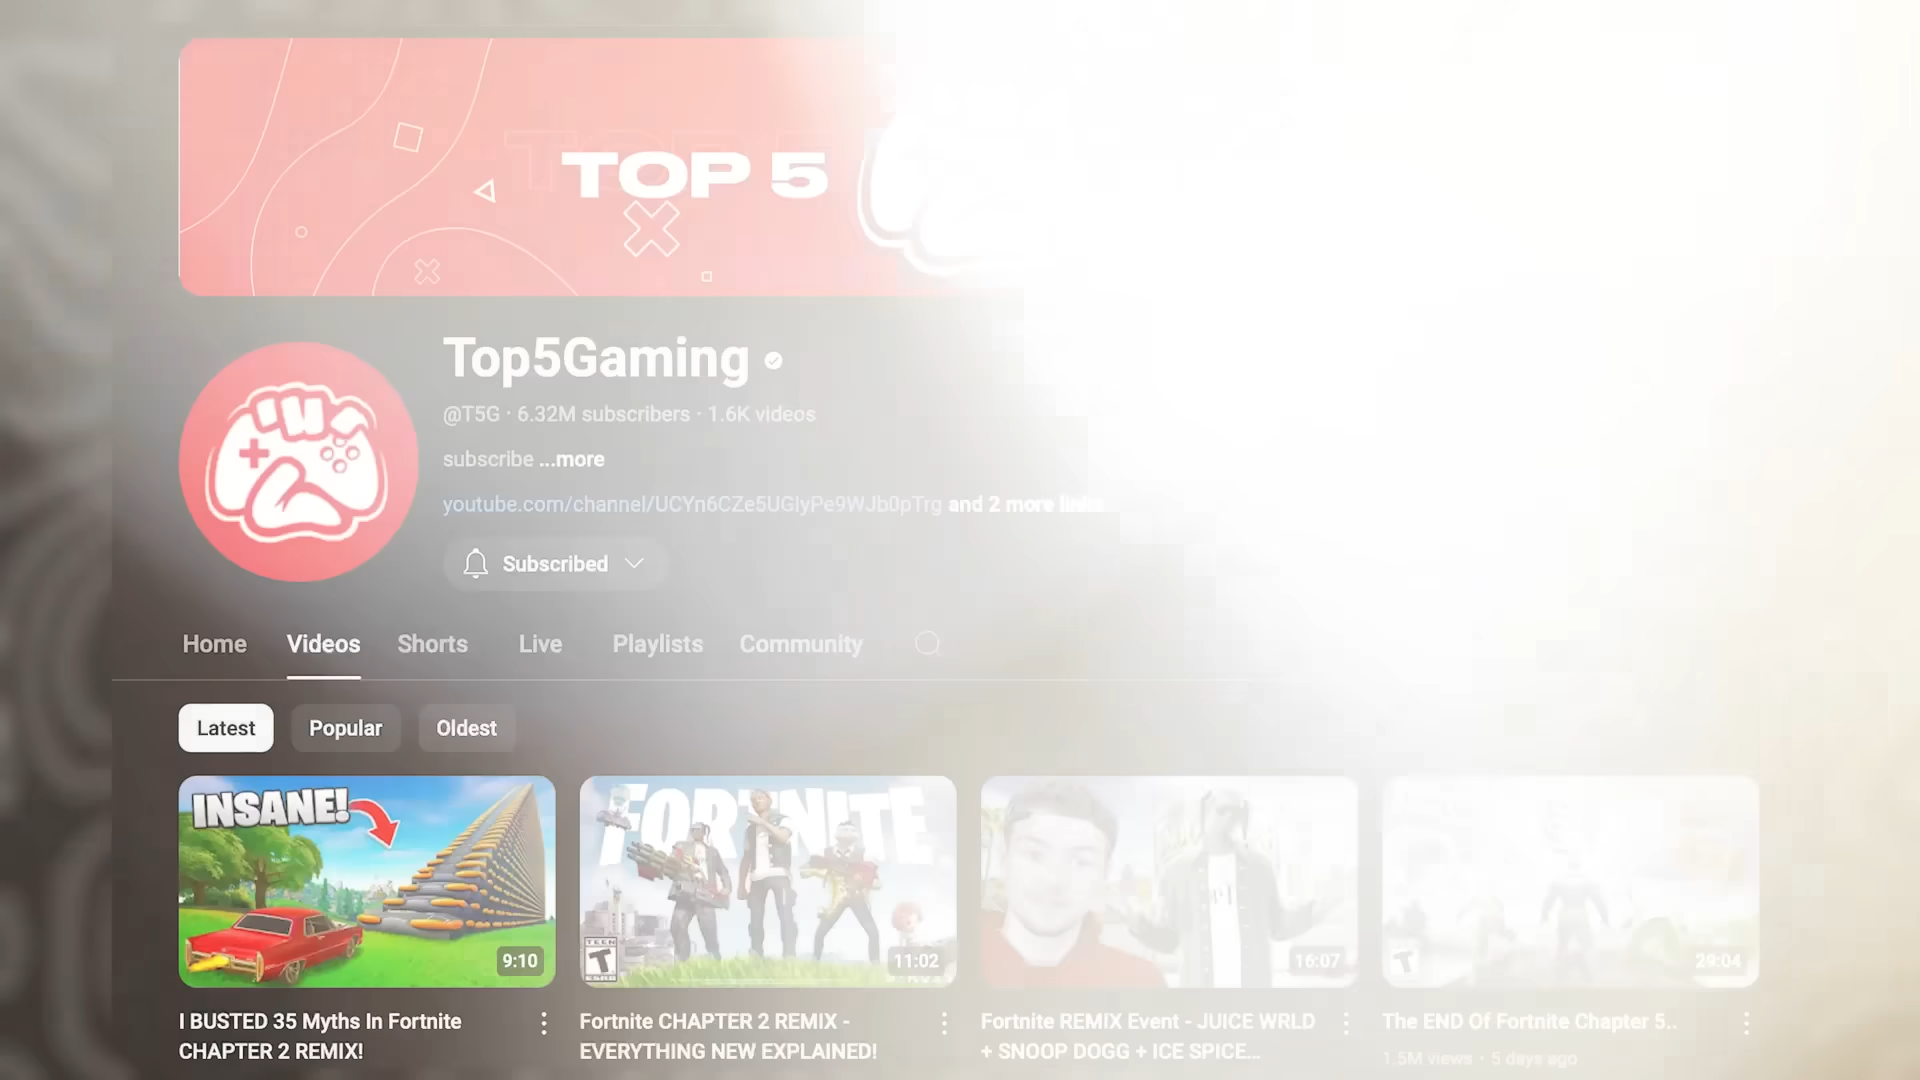 TOP 5
Top5Gaming
@T5G · 6.32M subscribers · 1.6K videos
subscribe ...more
youtube.com/channel/UCYn6CZe5UGlyPe9WJb0pTrg and 2 more links
Subscribed
Home Videos Shorts Live Playlists Community
Latest Popular Oldest
INSANE!
9:10
FORTNITE
TEEN
T
ESRB
11:02
16:07
T
29:04
I BUSTED 35 Myths In Fortnite
CHAPTER 2 REMIX!
Fortnite CHAPTER 2 REMIX -
EVERYTHING NEW EXPLAINED!
Fortnite REMIX Event - JUICE WRLD
+ SNOOP DOGG + ICE SPICE...
The END Of Fortnite Chapter 5..
1.5M views · 5 days ago